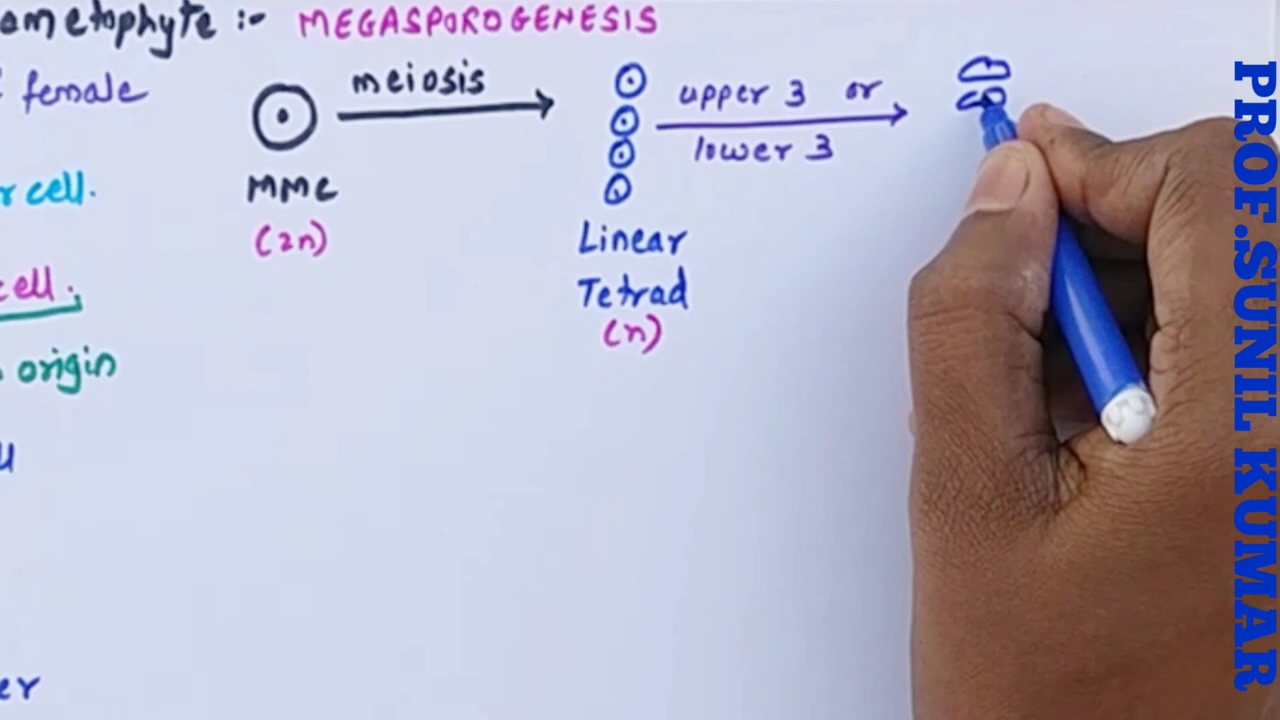 ametophyte :- MEGASPOROGENESIS
female
meiosis
upper 3 or
lower 3
r cell.
MMC
(2n)
Linear
Tetrad
(n)
cell.
origin
er
PROF.SUNIL KUMAR